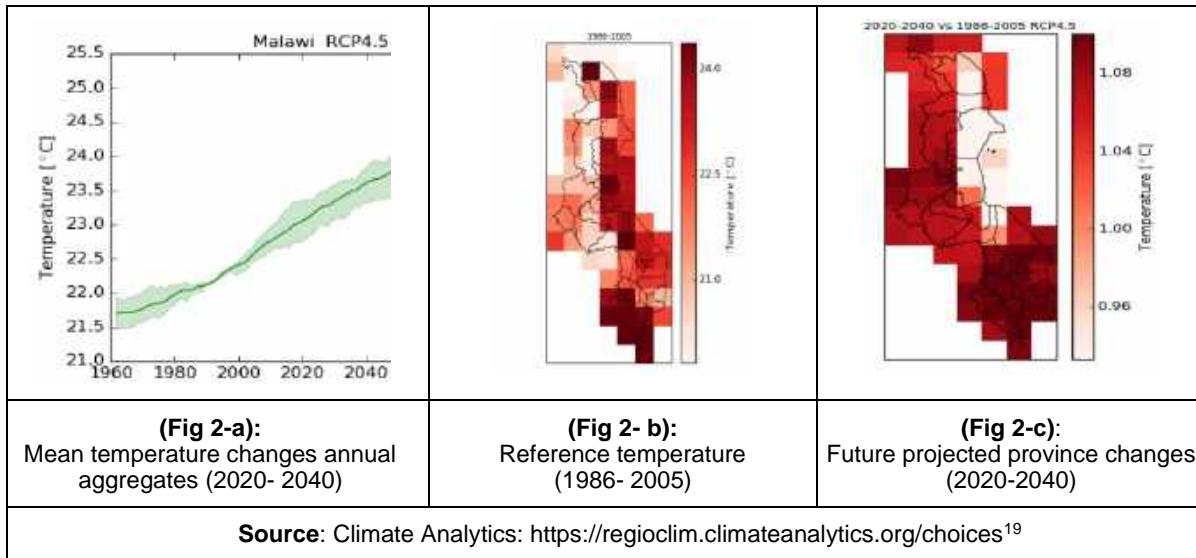 Malawi RCP4.5
25.5
25.0
24.5
24.0
23.5
23.0
22.5
22.0
21.5
21.0
Temperature [°C]
1960 1980 2000 2020 2040
1986-2005
24.0
22.5
21.0
Temperature [°C]
2020-2040 vs 1986-2005 RCP4.5
1.08
1.04
1.00
0.96
Temperature [°C]
(Fig 2-a):
Mean temperature changes annual
aggregates (2020- 2040)
(Fig 2- b):
Reference temperature
(1986- 2005)
(Fig 2-c):
Future projected province changes
(2020-2040)
Source: Climate Analytics: https://regioclim.climateanalytics.org/choices19